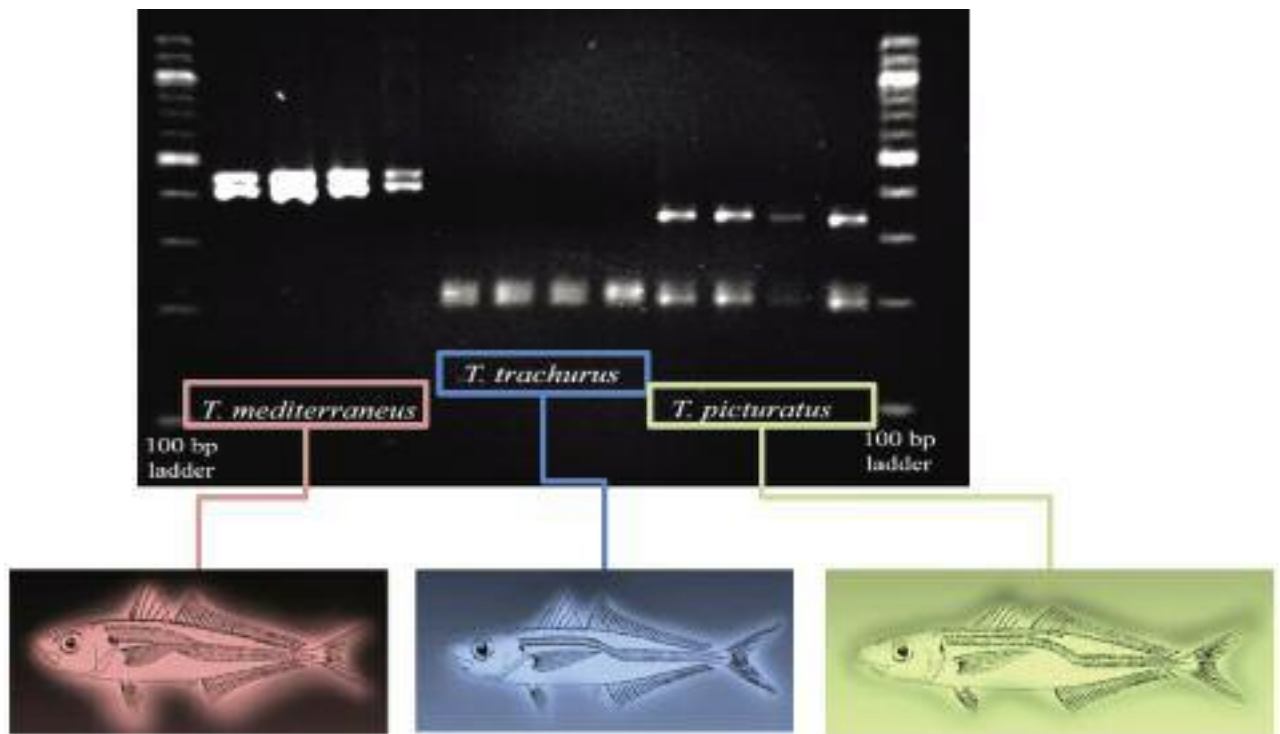 T. mediterraneus
T. trachurus
T. picturatus
100 bp
ladder
100 bp
ladder